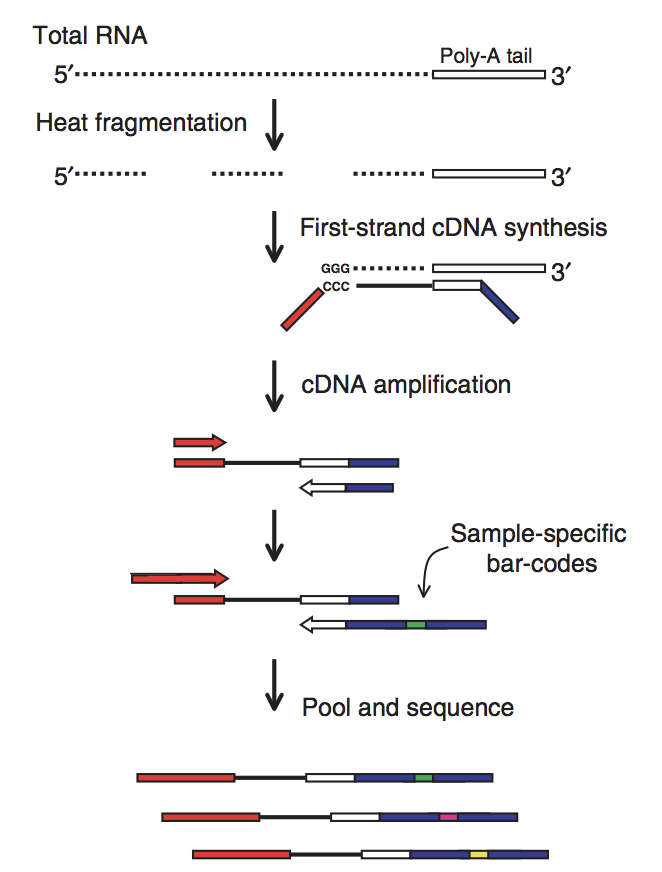 Total RNA
Poly-A tail
5′ 3′
Heat fragmentation
5′ 3′
First-strand cDNA synthesis
GGG 3′
CCC
cDNA amplification
Sample-specific
bar-codes
Pool and sequence